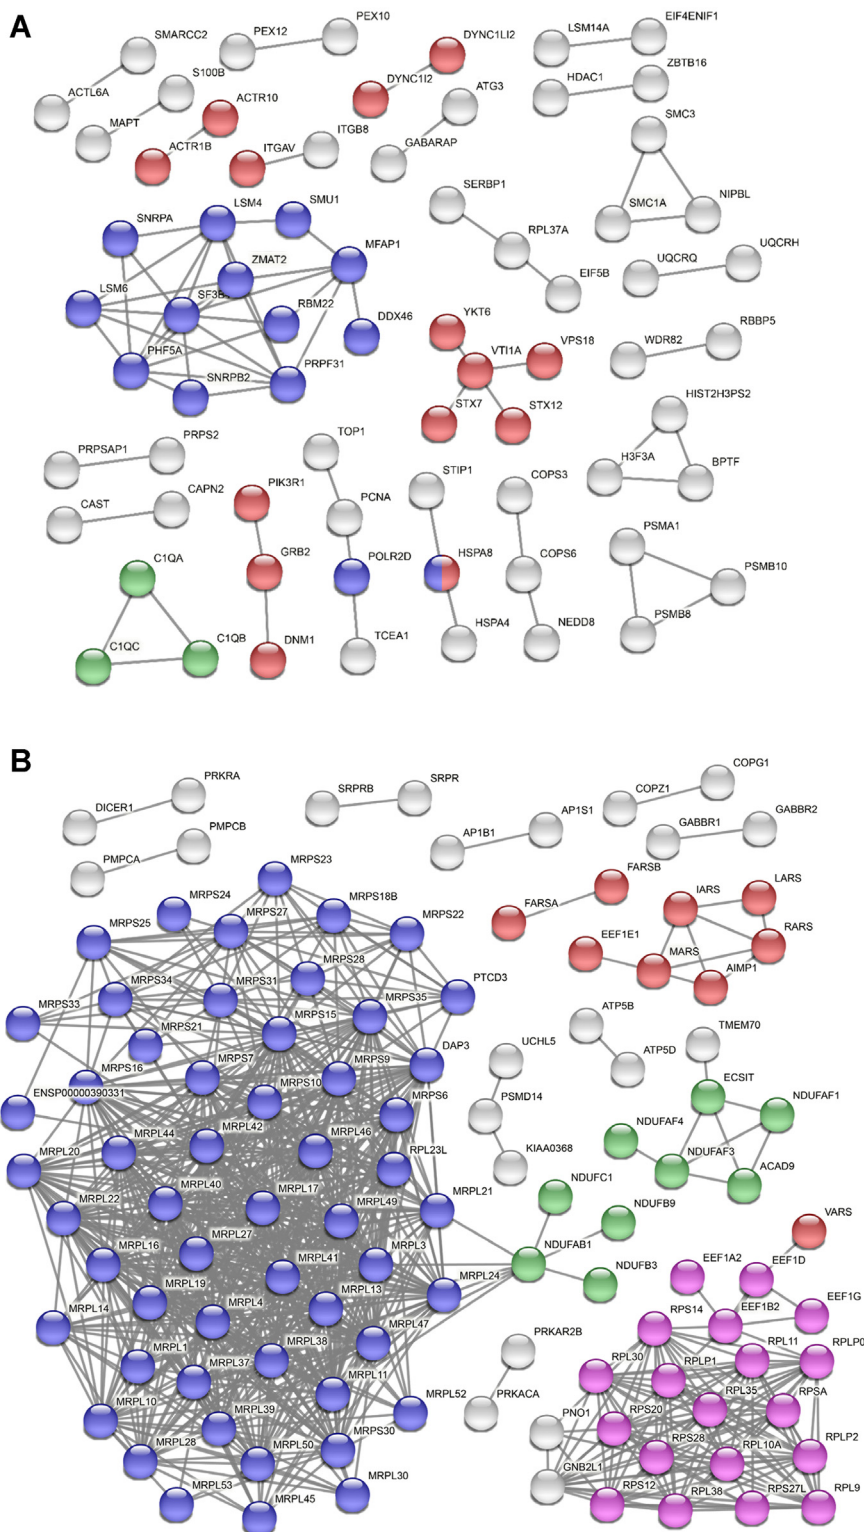 A
SMARCC2
PEX12
PEX10
DYNC1LI2
LSM14A
EIF4ENIF1
ACTL6A
S100B
DYNC1I2
ATG3
HDAC1
ZBTB16
MAPT
ACTR10
ACTR1B
ITGAV
ITGB8
GABARAP
SMC3
SMC1A
NIPBL
SERBP1
RPL37A
EIF5B
UQCRQ
UQCRH
SNRPA
LSM4
SMU1
MFAP1
ZMAT2
LSM6
SF3B
RBM22
DDX46
PHF5A
SNRPB2
PRPF31
YKT6
VTI1A
VPS18
STX7
STX12
WDR82
RBBP5
HIST2H3PS2
H3F3A
BPTF
PRPSAP1
PRPS2
CAST
CAPN2
PIK3R1
GRB2
DNM1
TOP1
PCNA
POLR2D
TCEA1
STIP1
HSPA8
HSPA4
COPS3
COPS6
NEDD8
PSMA1
PSMB10
PSMB8
C1QA
C1QC
C1QB
B
DICER1
PRKRA
SRPRB
SRPR
COPZ1
COPG1
PMPCA
PMPCB
AP1B1
AP1S1
GABBR1
GABBR2
MRPS23
MRPS24
MRPS27
MRPS18B
MRPS22
MRPS25
MRPS28
MRPS34
MRPS31
MRPS35
PTCD3
MRPS33
MRPS21
MRPS15
DAP3
MRPS16
MRPS7
MRPS9
MRPS10
ENSP00000390331
MRPS6
MRPL44
MRPL42
MRPL46
RPL23L
MRPL20
MRPL22
MRPL40
MRPL17
MRPL49
MRPL21
MRPL16
MRPL27
MRPL41
MRPL3
MRPL24
MRPL19
MRPL13
MRPL14
MRPL4
MRPL47
MRPL1
MRPL37
MRPL38
MRPL11
MRPL10
MRPL39
MRPS30
MRPL52
MRPL28
MRPL50
MRPL30
MRPL53
MRPL45
FARSA
FARSB
IARS
LARS
RARS
EEF1E1
MARS
AIMP1
ATP5B
ATP5D
TMEM70
ECSIT
NDUFAF1
NDUFAF4
NDUFAF3
ACAD9
UCHL5
PSMD14
KIAA0368
NDUFC1
NDUFB9
NDUFAB1
NDUFB3
VARS
EEF1A2
EEF1D
EEF1B2
EEF1G
RPS14
RPL11
RPLP0
RPL30
RPLP1
RPL35
RPSA
PRKAR2B
PRKACA
PNO1
RPS20
RPS28
RPL10A
RPLP2
GNB2L1
RPS12
RPL38
RPS27L
RPL9